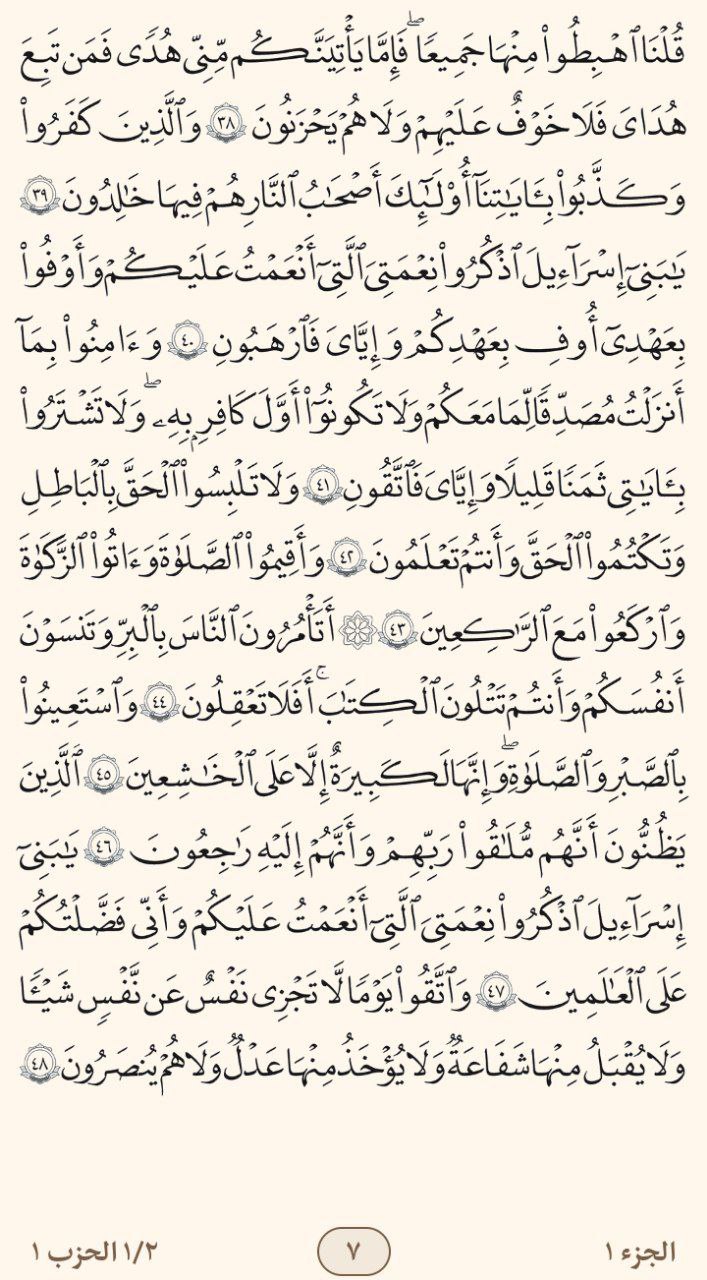 قُلۡنَا ٱهۡبِطُواْ مِنۡهَا جَمِيعٗاۖ فَإِمَّا يَأۡتِيَنَّكُم مِّنِّي هُدٗى فَمَن تَبِعَ
هُدَايَ فَلَا خَوۡفٌ عَلَيۡهِمۡ وَلَا هُمۡ يَحۡزَنُونَ ٣٨ وَٱلَّذِينَ كَفَرُواْ
وَكَذَّبُواْ بِـَٔايَٰتِنَآ أُوْلَٰٓئِكَ أَصۡحَٰبُ ٱلنَّارِ هُمۡ فِيهَا خَٰلِدُونَ ٣٩
يَٰبَنِيٓ إِسۡرَٰٓءِيلَ ٱذۡكُرُواْ نِعۡمَتِيَ ٱلَّتِيٓ أَنۡعَمۡتُ عَلَيۡكُمۡ وَأَوۡفُواْ
بِعَهۡدِيٓ أُوفِ بِعَهۡدِكُمۡ وَإِيَّٰيَ فَٱرۡهَبُونِ ٤٠ وَءَامِنُواْ بِمَآ
أَنزَلۡتُ مُصَدِّقٗا لِّمَا مَعَكُمۡ وَلَا تَكُونُوٓاْ أَوَّلَ كَافِرِۭ بِهِۦۖ وَلَا تَشۡتَرُواْ
بِـَٔايَٰتِي ثَمَنٗا قَلِيلٗا وَإِيَّٰيَ فَٱتَّقُونِ ٤١ وَلَا تَلۡبِسُواْ ٱلۡحَقَّ بِٱلۡبَٰطِلِ
وَتَكۡتُمُواْ ٱلۡحَقَّ وَأَنتُمۡ تَعۡلَمُونَ ٤٢ وَأَقِيمُواْ ٱلصَّلَوٰةَ وَءَاتُواْ ٱلزَّكَوٰةَ
وَٱرۡكَعُواْ مَعَ ٱلرَّٰكِعِينَ ٤٣ ۞ أَتَأۡمُرُونَ ٱلنَّاسَ بِٱلۡبِرِّ وَتَنسَوۡنَ
أَنفُسَكُمۡ وَأَنتُمۡ تَتۡلُونَ ٱلۡكِتَٰبَۚ أَفَلَا تَعۡقِلُونَ ٤٤ وَٱسۡتَعِينُواْ
بِٱلصَّبۡرِ وَٱلصَّلَوٰةِۚ وَإِنَّهَا لَكَبِيرَةٌ إِلَّا عَلَى ٱلۡخَٰشِعِينَ ٤٥ ٱلَّذِينَ
يَظُنُّونَ أَنَّهُم مُّلَٰقُواْ رَبِّهِمۡ وَأَنَّهُمۡ إِلَيۡهِ رَٰجِعُونَ ٤٦ يَٰبَنِيٓ
إِسۡرَٰٓءِيلَ ٱذۡكُرُواْ نِعۡمَتِيَ ٱلَّتِيٓ أَنۡعَمۡتُ عَلَيۡكُمۡ وَأَنِّي فَضَّلۡتُكُمۡ
عَلَى ٱلۡعَٰلَمِينَ ٤٧ وَٱتَّقُواْ يَوۡمٗا لَّا تَجۡزِي نَفۡسٌ عَن نَّفۡسٖ شَيۡـٔٗا
وَلَا يُقۡبَلُ مِنۡهَا شَفَٰعَةٞ وَلَا يُؤۡخَذُ مِنۡهَا عَدۡلٞ وَلَا هُمۡ يُنصَرُونَ ٤٨
الجزء ١ ٧ ١/٢ الحزب ١